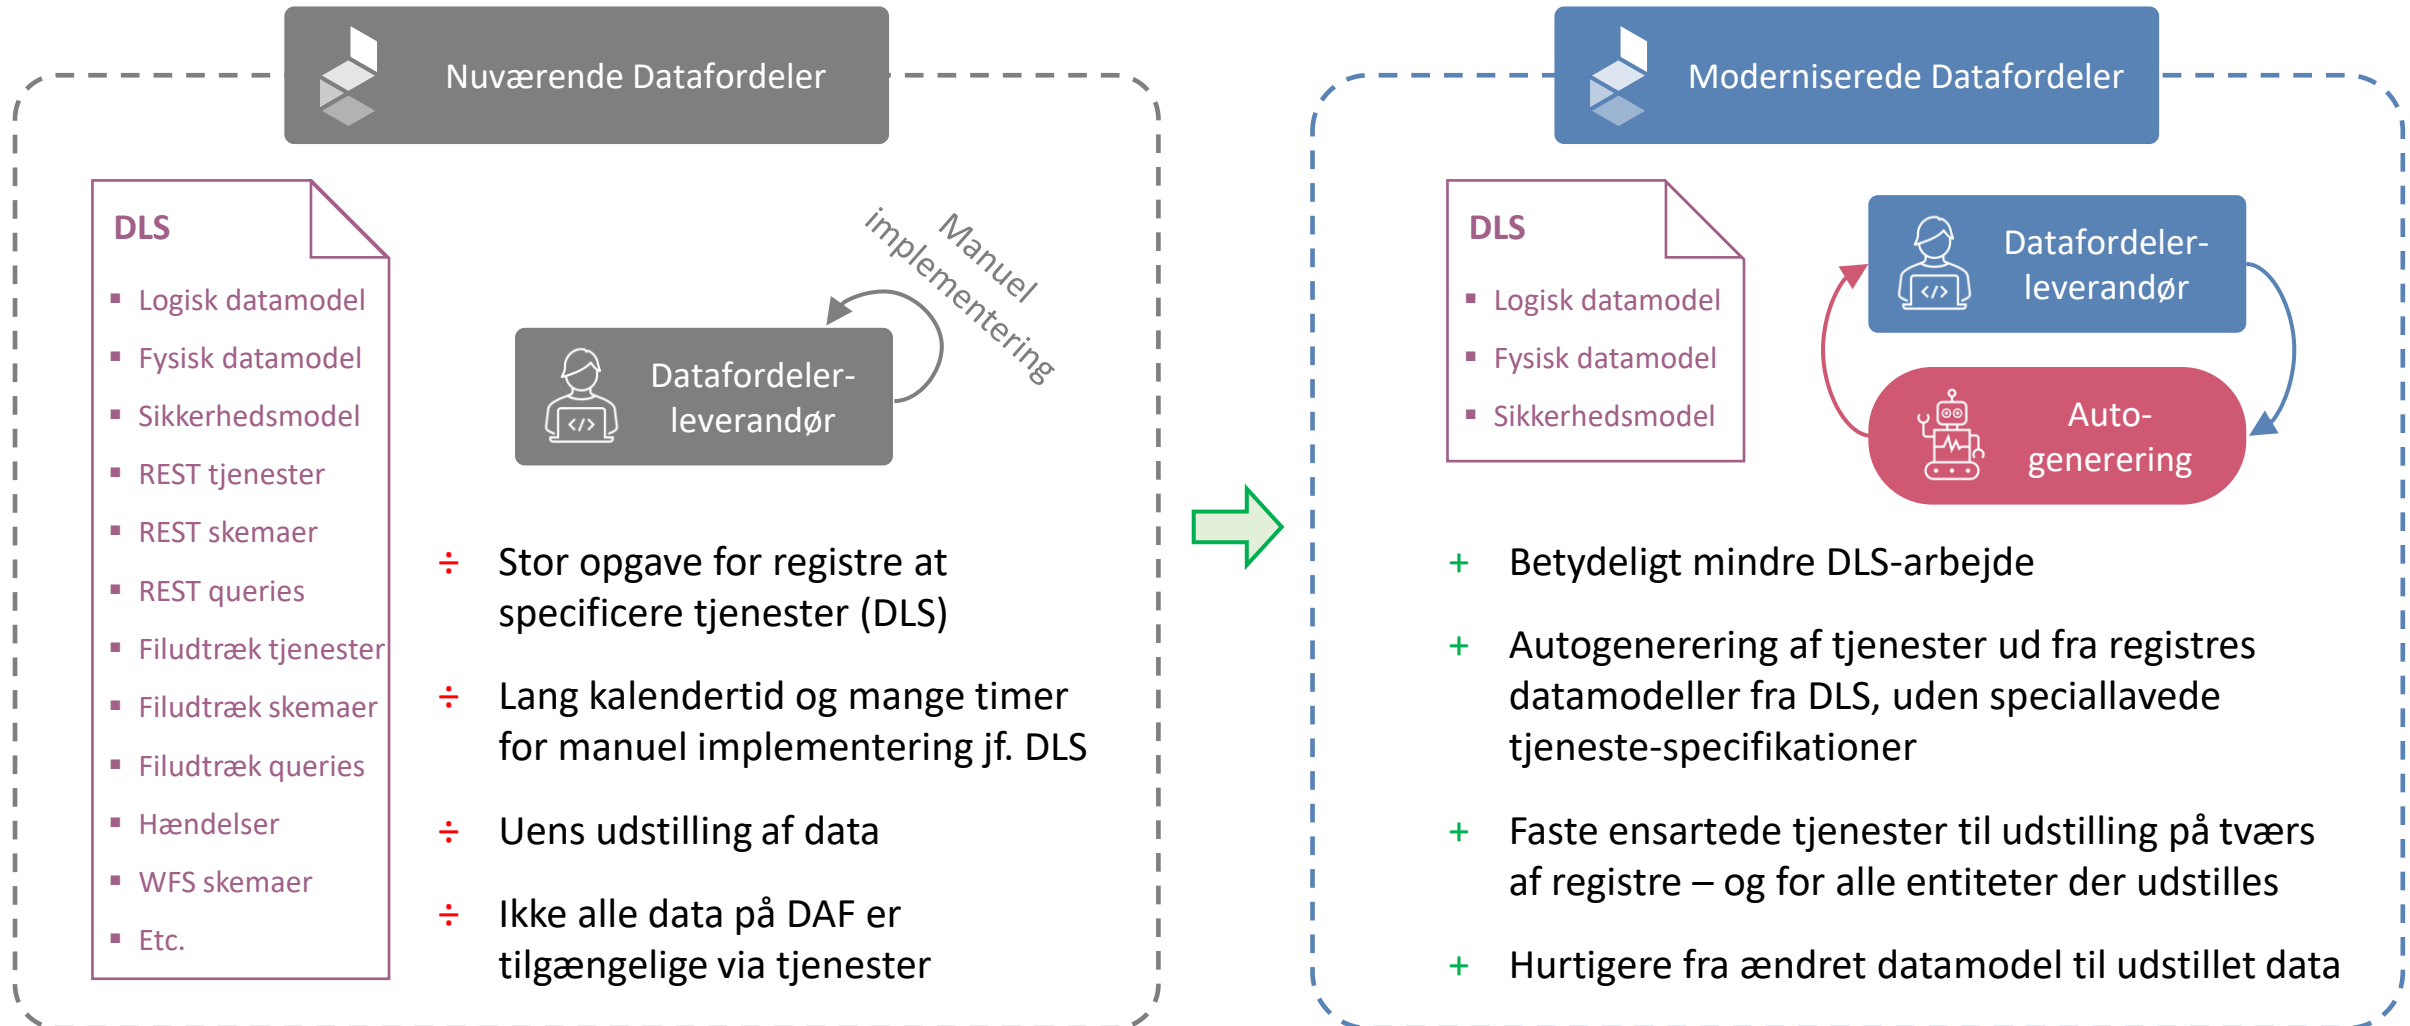 Nuværende Datafordeler
DLS
▪ Logisk datamodel
▪ Fysisk datamodel
▪ Sikkerhedsmodel
▪ REST tjenester
▪ REST skemaer
▪ REST queries
▪ Filudtræk tjenester
▪ Filudtræk skemaer
▪ Filudtræk queries
▪ Hændelser
▪ WFS skemaer
▪ Etc.
Manuel
implementering
</>
Datafordeler-
leverandør
÷ Stor opgave for registre at
specificere tjenester (DLS)
÷ Lang kalendertid og mange timer
for manuel implementering jf. DLS
÷ Uens udstilling af data
÷ Ikke alle data på DAF er
tilgængelige via tjenester
Moderniserede Datafordeler
DLS
▪ Logisk datamodel
▪ Fysisk datamodel
▪ Sikkerhedsmodel
</>
Datafordeler-
leverandør
Auto-
generering
+ Betydeligt mindre DLS-arbejde
+ Autogenerering af tjenester ud fra registres
datamodeller fra DLS, uden speciallavede
tjeneste-specifikationer
+ Faste ensartede tjenester til udstilling på tværs
af registre – og for alle entiteter der udstilles
+ Hurtigere fra ændret datamodel til udstillet data